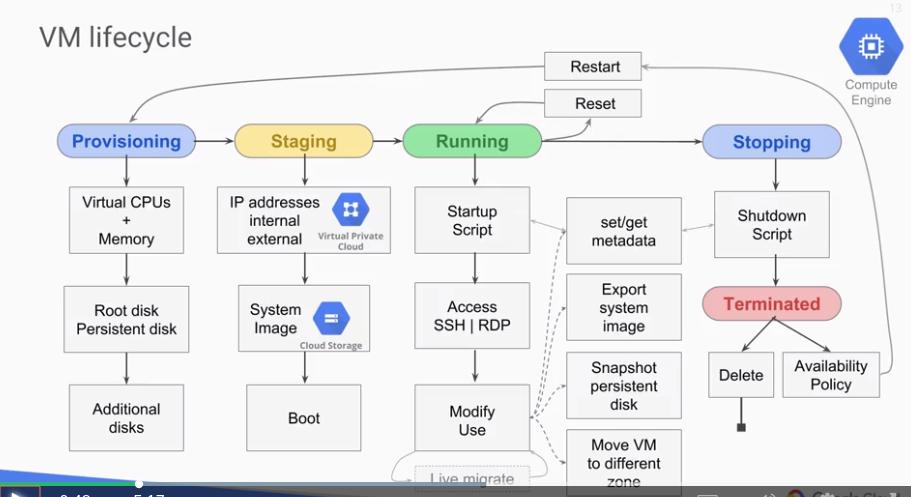 13
VM lifecycle
Compute
Engine
Restart
Reset
Provisioning
Staging
Running
Stopping
Virtual CPUs
+
Memory
Root disk
Persistent disk
Additional
disks
IP addresses
internal
external
Virtual Private
Cloud
System
Image
Cloud Storage
Boot
Startup
Script
Access
SSH | RDP
Modify
Use
Live migrate
set/get
metadata
Export
system
image
Snapshot
persistent
disk
Move VM
to different
zone
Shutdown
Script
Terminated
Delete
Availability
Policy
5:17